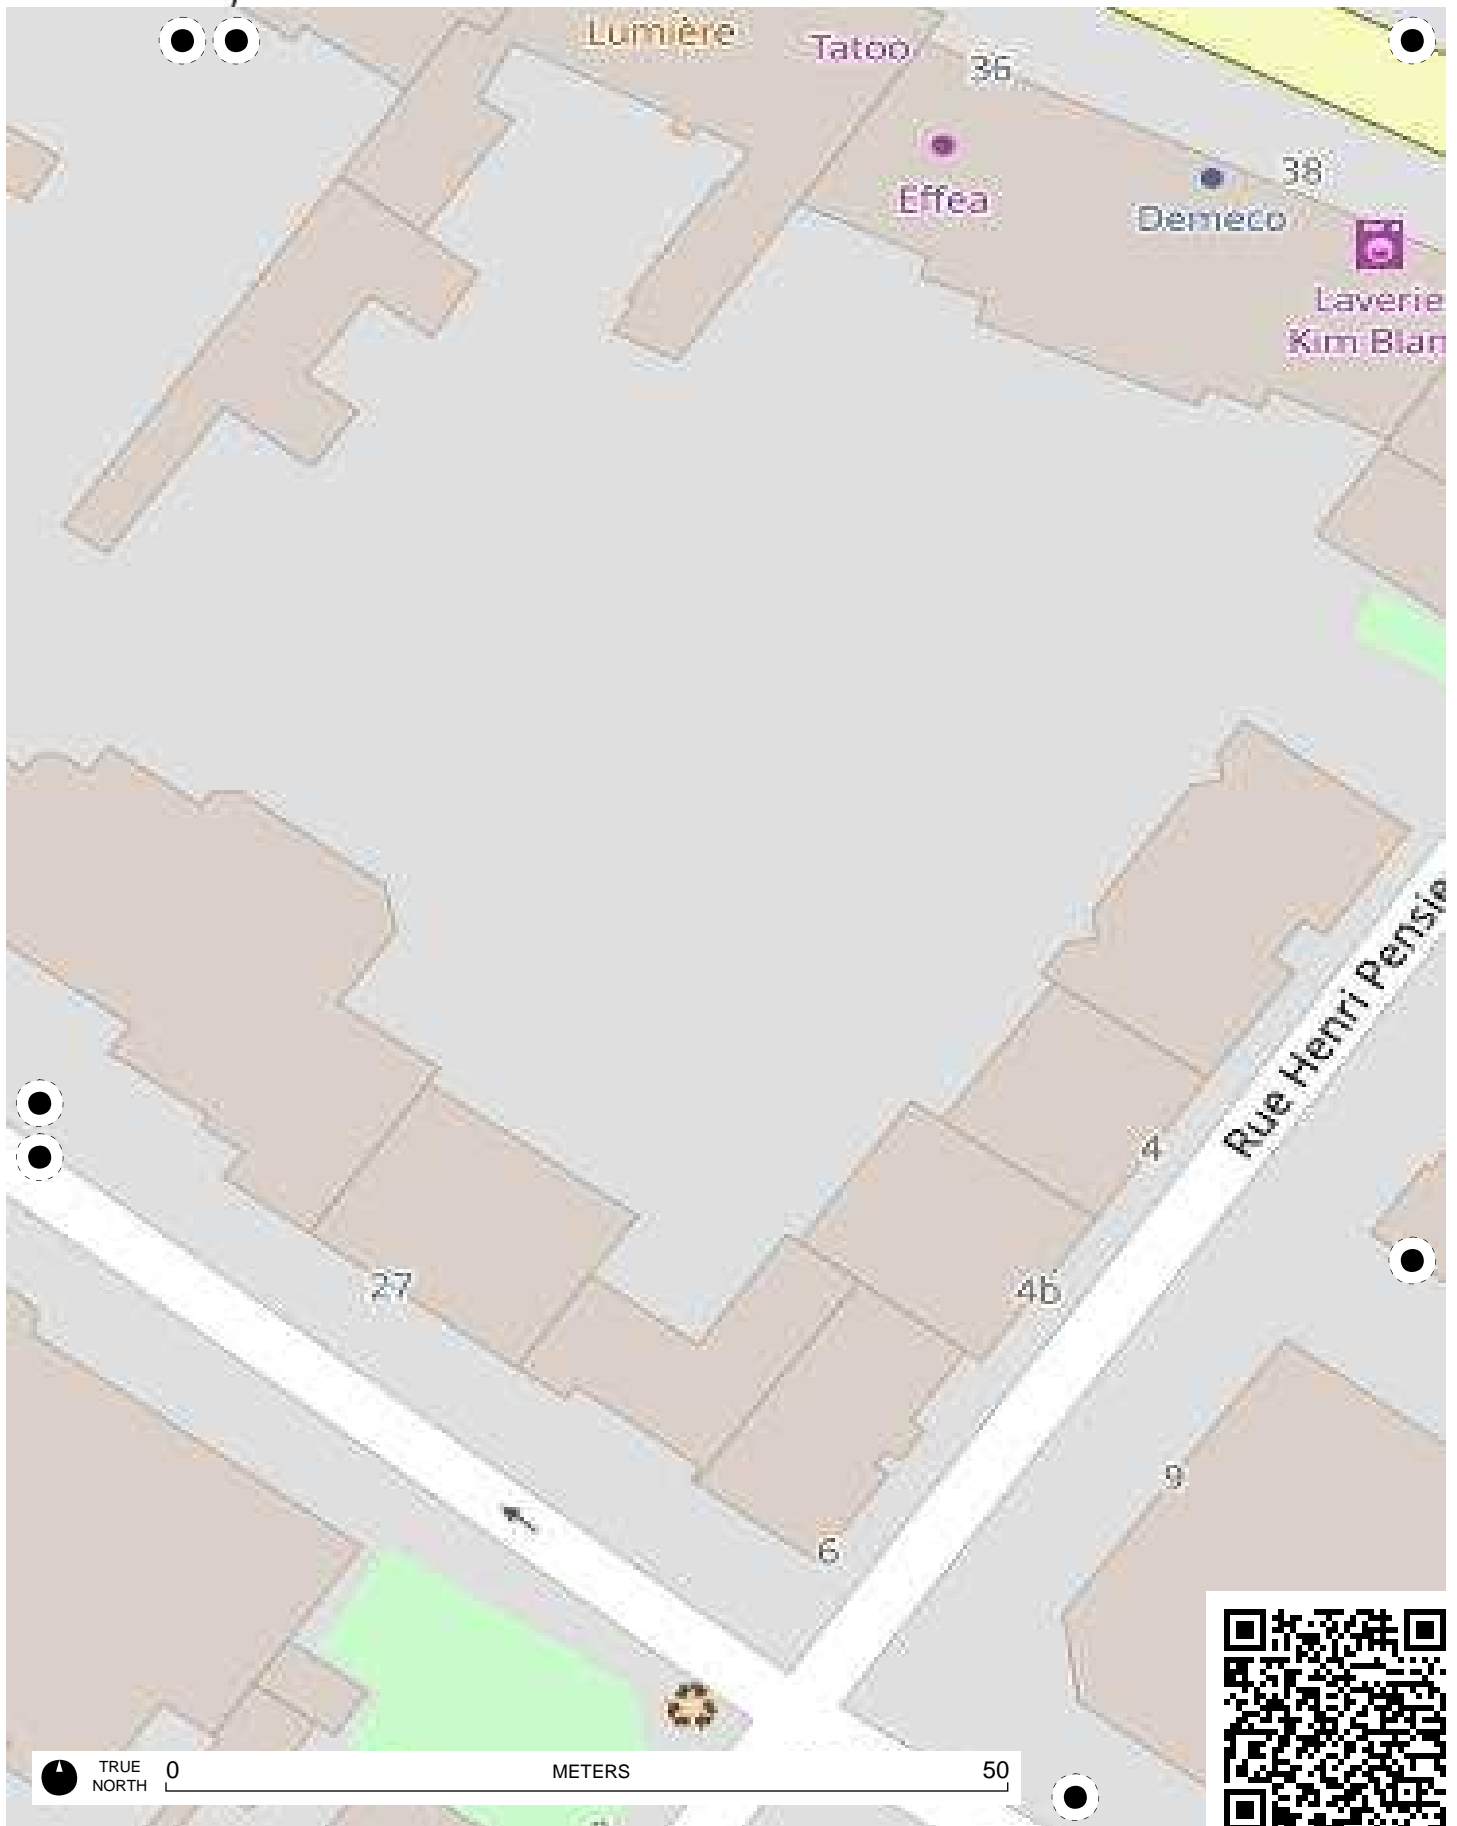 Lumière
Tatoo
36
Effea
38
Demeco
Laverie
Kim Blan
Rue Henri Pensie
4
27
4b
9
6
TRUE
NORTH
0
METERS
50